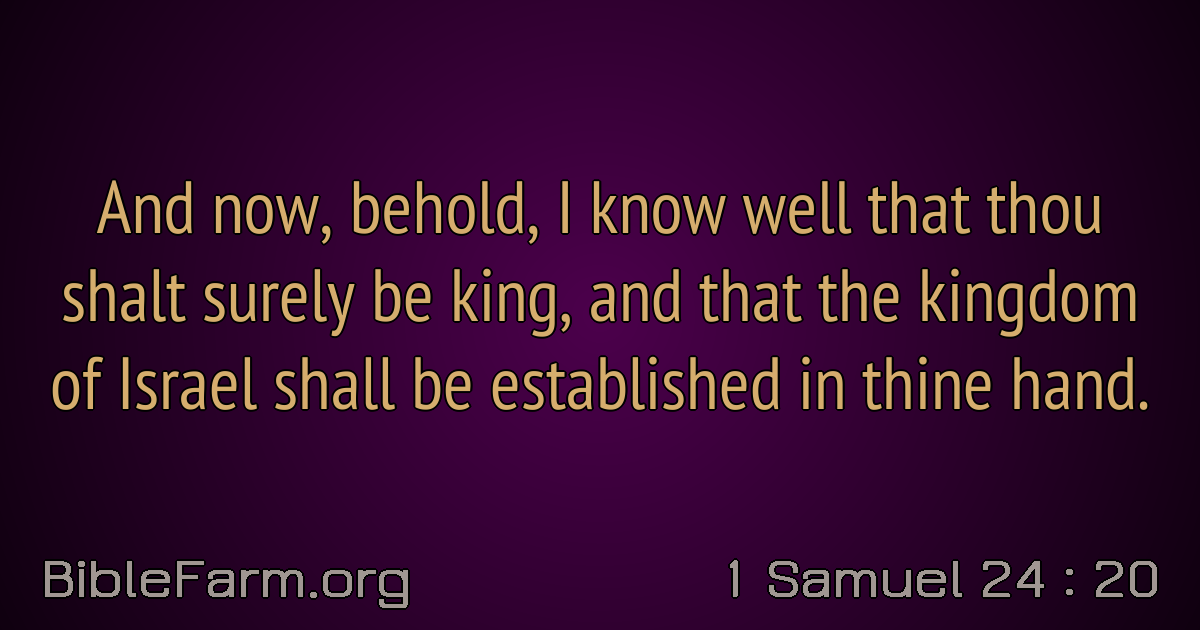 And now, behold, I know well that thou
shalt surely be king, and that the kingdom
of Israel shall be established in thine hand.
BibleFarm.org
1 Samuel 24 : 20